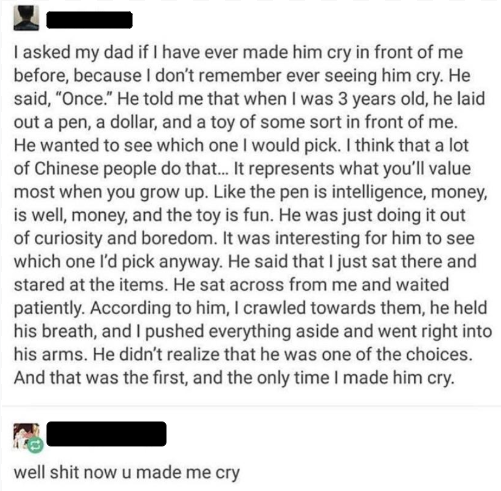 I asked my dad if I have ever made him cry in front of me
before, because I don't remember ever seeing him cry. He
said, "Once." He told me that when I was 3 years old, he laid
out a pen, a dollar, and a toy of some sort in front of me.
He wanted to see which one I would pick. I think that a lot
of Chinese people do that... It represents what you'll value
most when you grow up. Like the pen is intelligence, money,
is well, money, and the toy is fun. He was just doing it out
of curiosity and boredom. It was interesting for him to see
which one I'd pick anyway. He said that I just sat there and
stared at the items. He sat across from me and waited
patiently. According to him, I crawled towards them, he held
his breath, and I pushed everything aside and went right into
his arms. He didn't realize that he was one of the choices.
And that was the first, and the only time I made him cry.
well shit now u made me cry